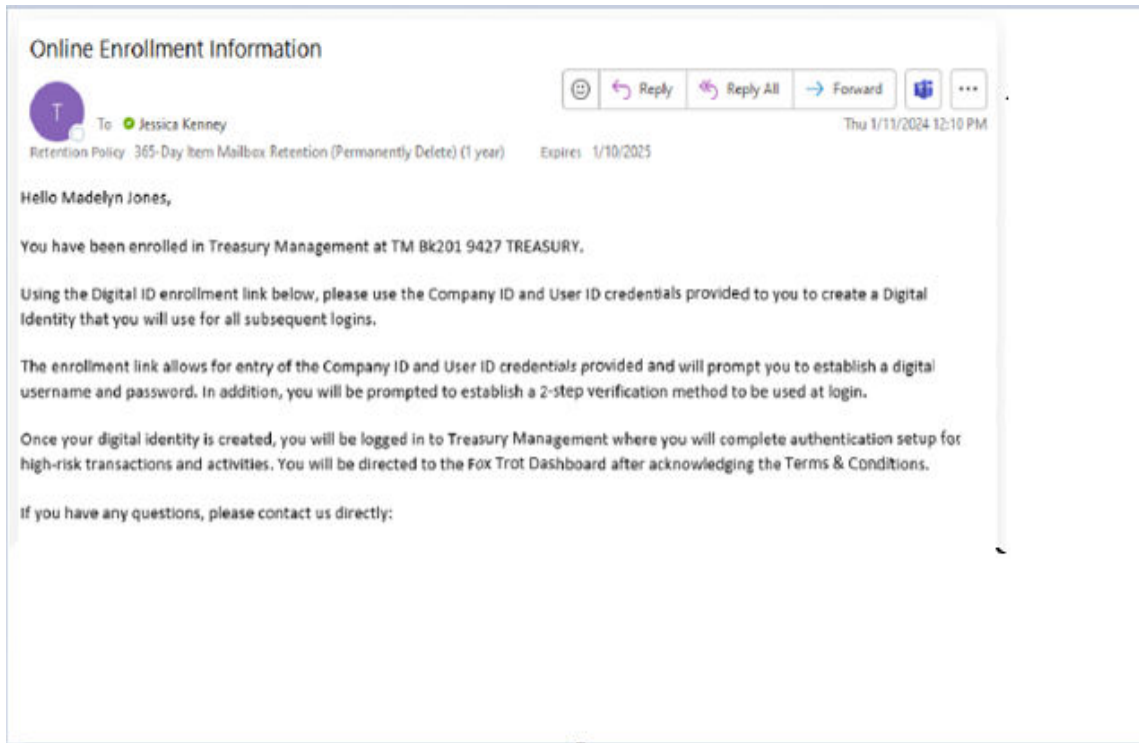 Online Enrollment Information
Reply Reply All Forward
T
To Jessica Kenney
Thu 1/11/2024 12:10 PM
Retention Policy 365-Day Item Mailbox Retention (Permanently Delete) (1 year) Expires 1/10/2025
Hello Madelyn Jones,
You have been enrolled in Treasury Management at TM Bk201 9427 TREASURY.
Using the Digital ID enrollment link below, please use the Company ID and User ID credentials provided to you to create a Digital
Identity that you will use for all subsequent logins.
The enrollment link allows for entry of the Company ID and User ID credentials provided and will prompt you to establish a digital
username and password. In addition, you will be prompted to establish a 2-step verification method to be used at login.
Once your digital identity is created, you will be logged in to Treasury Management where you will complete authentication setup for
high-risk transactions and activities. You will be directed to the Fox Trot Dashboard after acknowledging the Terms & Conditions.
If you have any questions, please contact us directly: